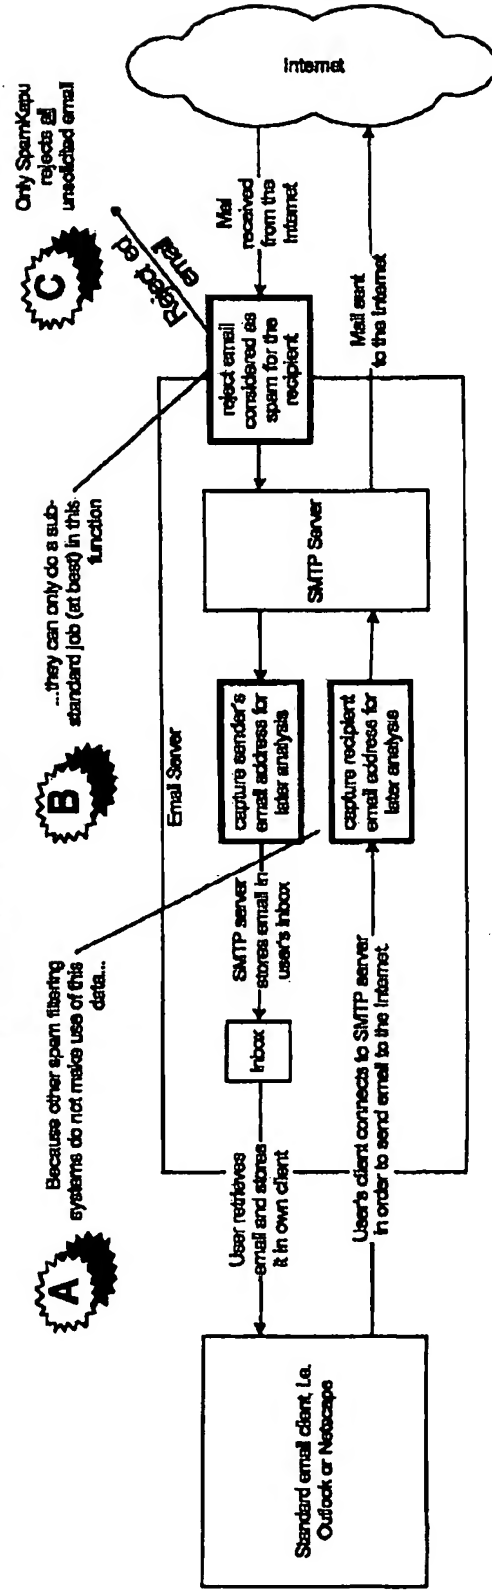 A
Because other spam filtering
systems do not make use of this
data...
B
...they can only do a sub-
standard job (at best) in this
function
C
Only SpamKapu
rejects all
unsolicited email
Reject ed
email
Email Server
Standard email client, i.e.
Outlook or Netscape
User retrieves
email and stores
it in own client
Inbox
SMTP server
stores email in
user's inbox
capture sender's
email address for
later analysis
SMTP Server
reject email
considered as
spam for the
recipient
Mail
received
from the
Internet
Internet
User's client connects to SMTP server
in order to send email to the Internet.
capture recipient
email address for
later analysis
Mail sent
to the Internet